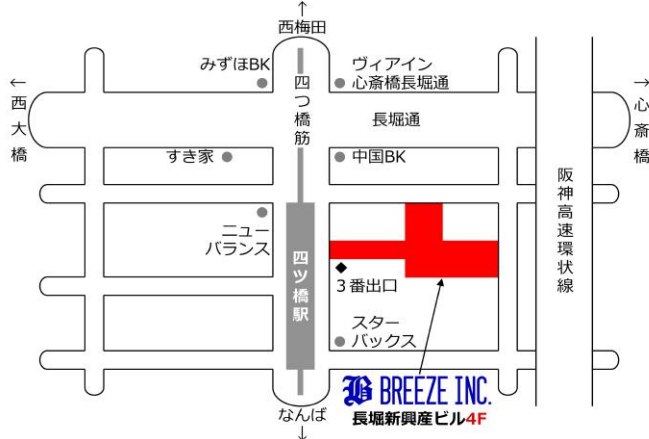 ↑
西梅田
みずほBK
ヴィアイン
心斎橋長堀通
←西大橋
四つ橋筋
長堀通
→心斎橋
すき家
中国BK
阪神高速環状線
ニュー
バランス
四ツ橋駅
3番出口
スター
バックス
B BREEZE INC.
長堀新興産ビル4F
なんば
↓